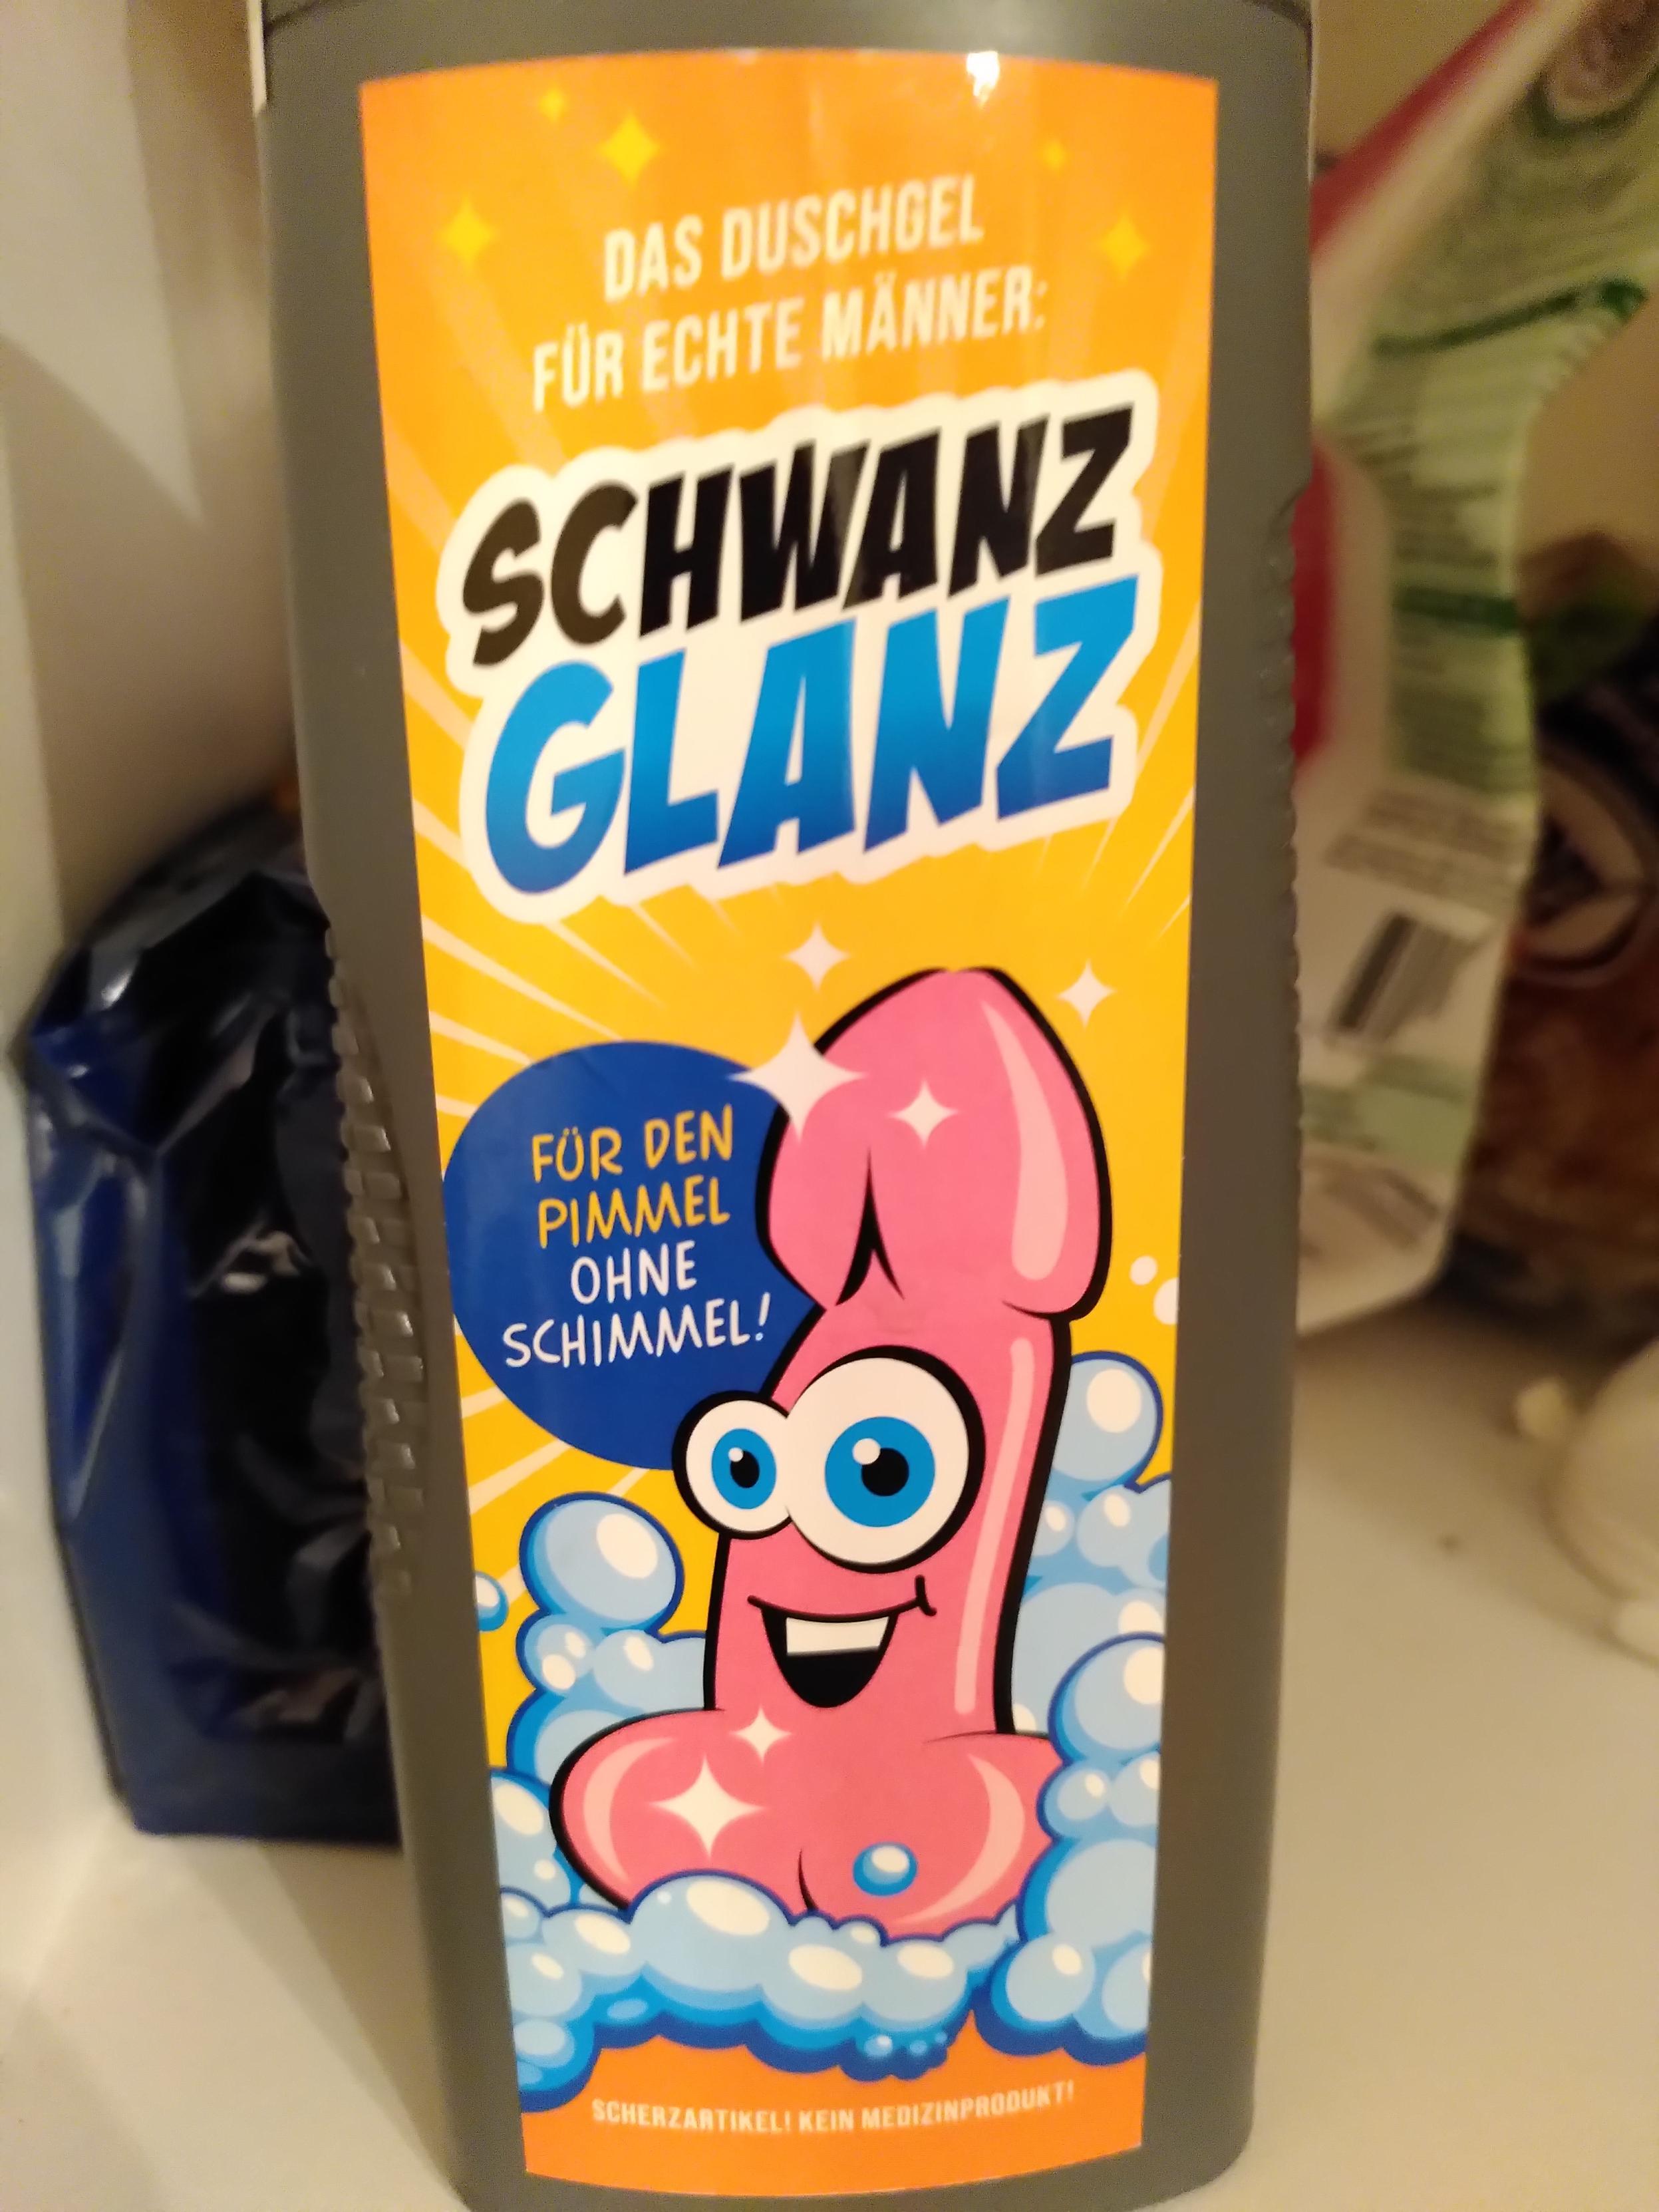 DAS DUSCHGEL
FÜR ECHTE MÄNNER:
SCHWANZ
GLANZ
FÜR DEN
PIMMEL
OHNE
SCHIMMEL!
SCHERZARTIKEL! KEIN MEDIZINPRODUKT!